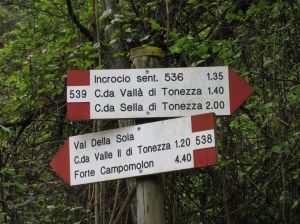 539
Incrocio sent. 536 1.35
C.da Vallà di Tonezza 1.40
C.da Sella di Tonezza 2.00
Val Della Sola
C.da Valle II di Tonezza 1.20
Forte Campomolon 4.40
538